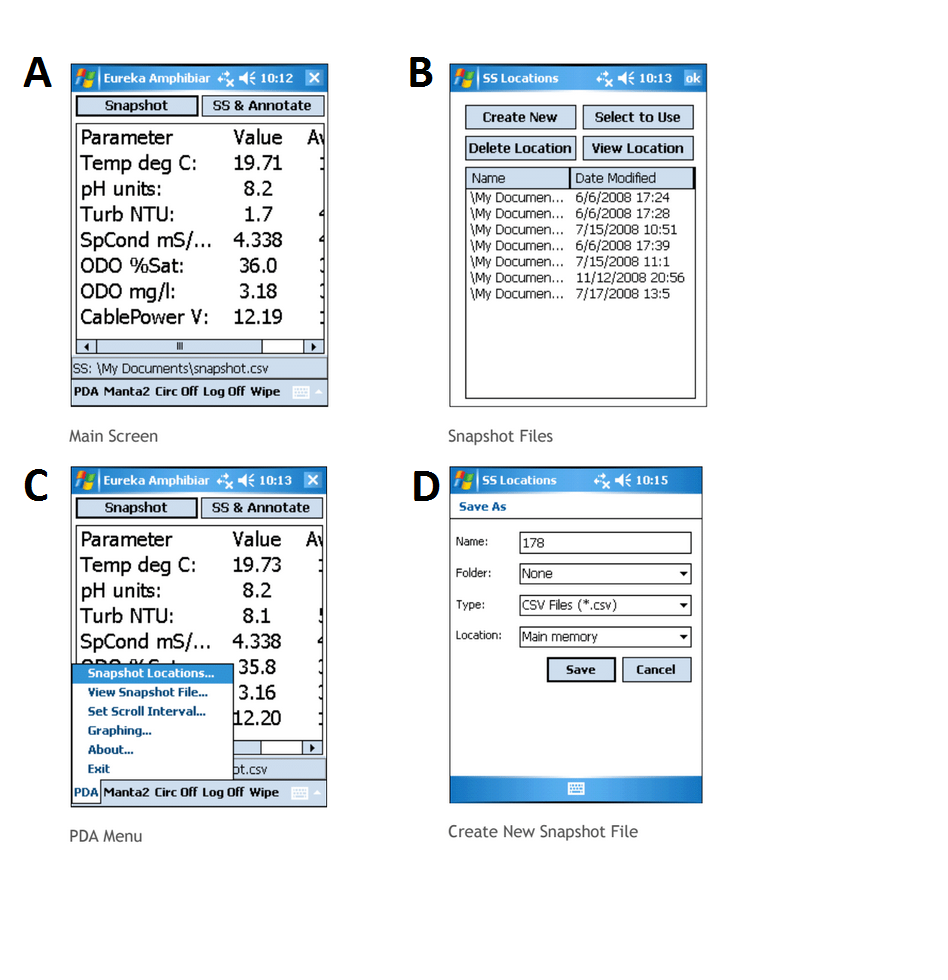 A
Eureka Amphibiar 10:12
Snapshot SS & Annotate
Parameter Value
Temp deg C: 19.71
pH units: 8.2
Turb NTU: 1.7
SpCond mS/... 4.338
ODO %Sat: 36.0
ODO mg/l: 3.18
CablePower V: 12.19
SS: \My Documents\snapshot.csv
PDA Manta2 Circ Off Log Off Wipe
Main Screen
B
SS Locations 10:13 ok
Create New Select to Use
Delete Location View Location
Name Date Modified
\My Documen... 6/6/2008 17:24
\My Documen... 6/6/2008 17:28
\My Documen... 7/15/2008 10:51
\My Documen... 6/6/2008 17:39
\My Documen... 7/15/2008 11:1
\My Documen... 11/12/2008 20:56
\My Documen... 7/17/2008 13:5
Snapshot Files
C
Eureka Amphibiar 10:13
Snapshot SS & Annotate
Parameter Value
Temp deg C: 19.73
pH units: 8.2
Turb NTU: 8.1
SpCond mS/... 4.338
35.8
3.16
12.20
Snapshot Locations...
View Snapshot File...
Set Scroll Interval...
Graphing...
About...
Exit
ot.csv
PDA Manta2 Circ Off Log Off Wipe
PDA Menu
D
SS Locations 10:15
Save As
Name: 178
Folder: None
Type: CSV Files (*.csv)
Location: Main memory
Save Cancel
Create New Snapshot File